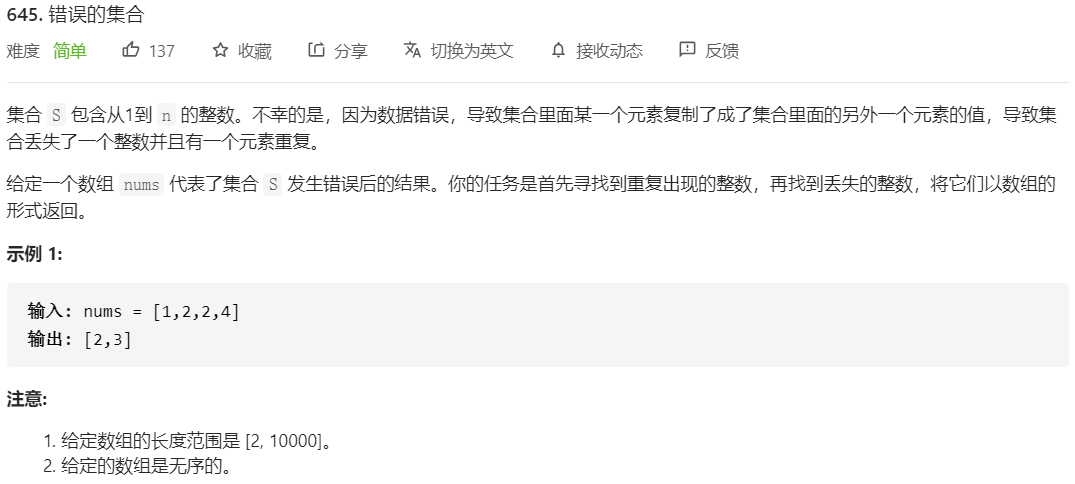 645. 错误的集合
难度 简单 137 收藏 分享 切换为英文 接收动态 反馈
集合 S 包含从1到 n 的整数。不幸的是，因为数据错误，导致集合里面某一个元素复制了成了集合里面的另外一个元素的值，导致集
合丢失了一个整数并且有一个元素重复。
给定一个数组 nums 代表了集合 S 发生错误后的结果。你的任务是首先寻找到重复出现的整数，再找到丢失的整数，将它们以数组的
形式返回。
示例 1:
输入: nums = [1,2,2,4]
输出: [2,3]
注意:
1. 给定数组的长度范围是 [2, 10000]。
2. 给定的数组是无序的。